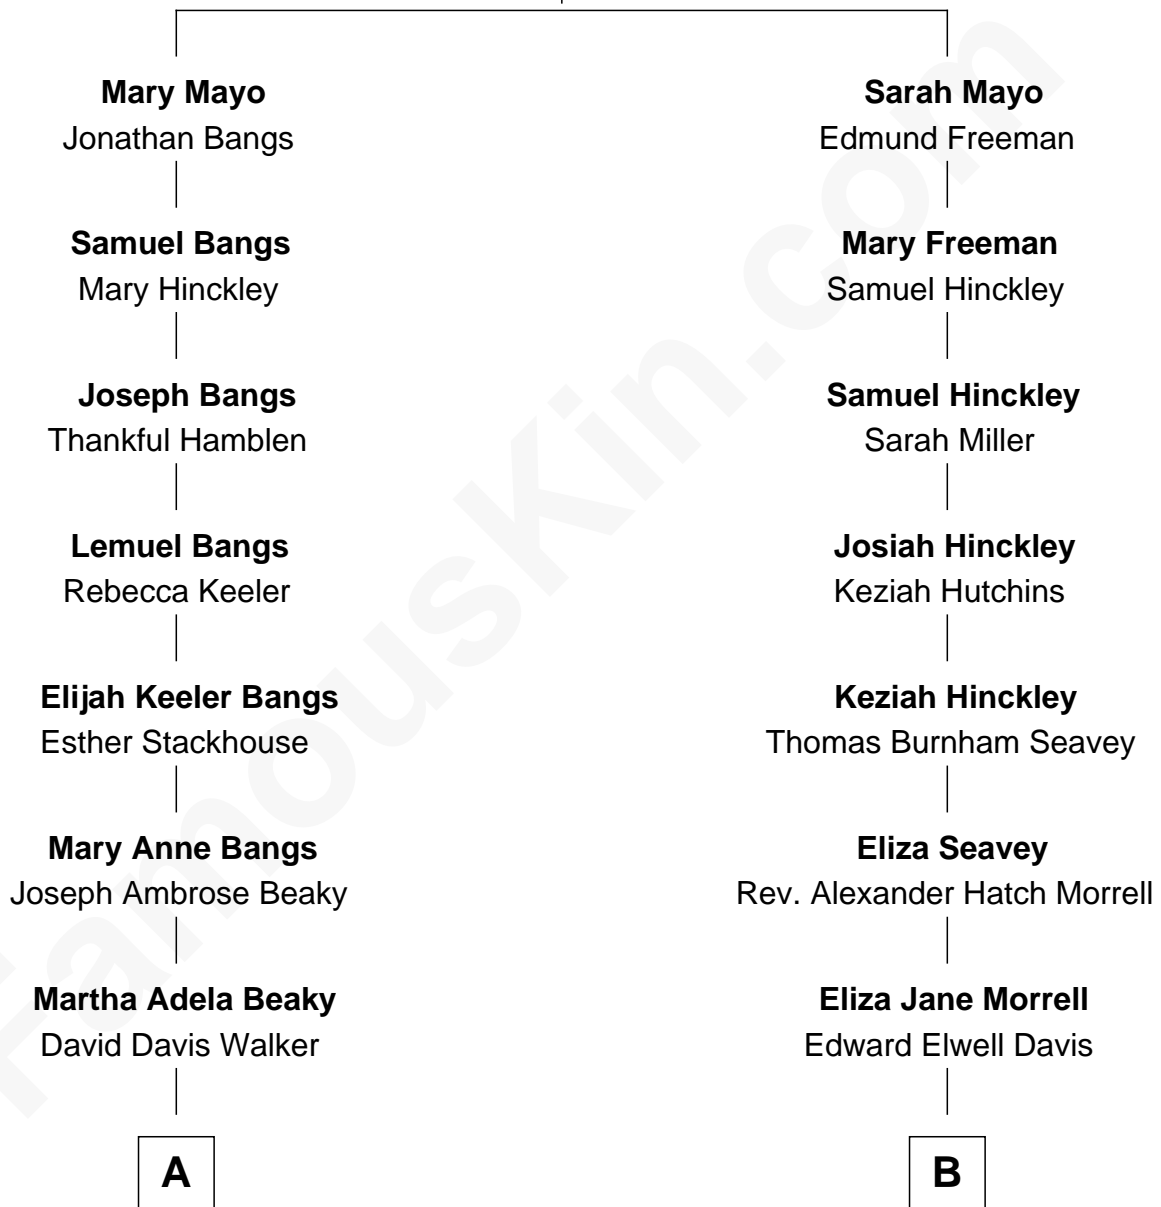 Mary Mayo
Jonathan Bangs
Samuel Bangs
Mary Hinckley
Joseph Bangs
Thankful Hamblen
Lemuel Bangs
Rebecca Keeler
Elijah Keeler Bangs
Esther Stackhouse
Mary Anne Bangs
Joseph Ambrose Beaky
Martha Adela Beaky
David Davis Walker
A
Sarah Mayo
Edmund Freeman
Mary Freeman
Samuel Hinckley
Samuel Hinckley
Sarah Miller
Josiah Hinckley
Keziah Hutchins
Keziah Hinckley
Thomas Burnham Seavey
Eliza Seavey
Rev. Alexander Hatch Morrell
Eliza Jane Morrell
Edward Elwell Davis
B
FamousKin.com